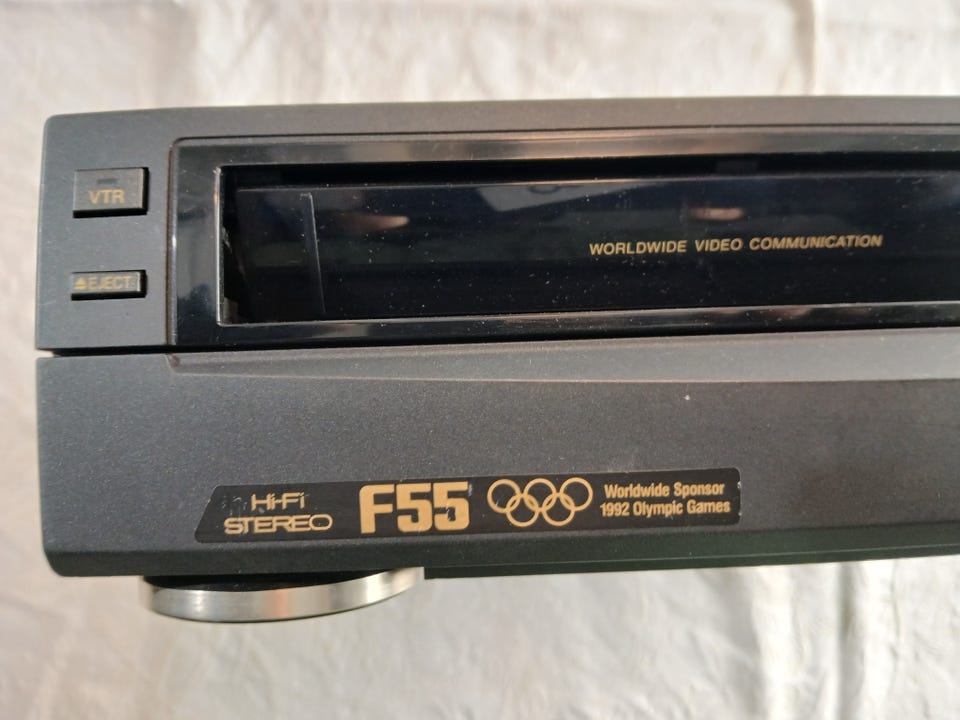 VTR
▲EJECT
WORLDWIDE VIDEO COMMUNICATION
Hi-Fi
STEREO
F55
Worldwide Sponsor
1992 Olympic Games